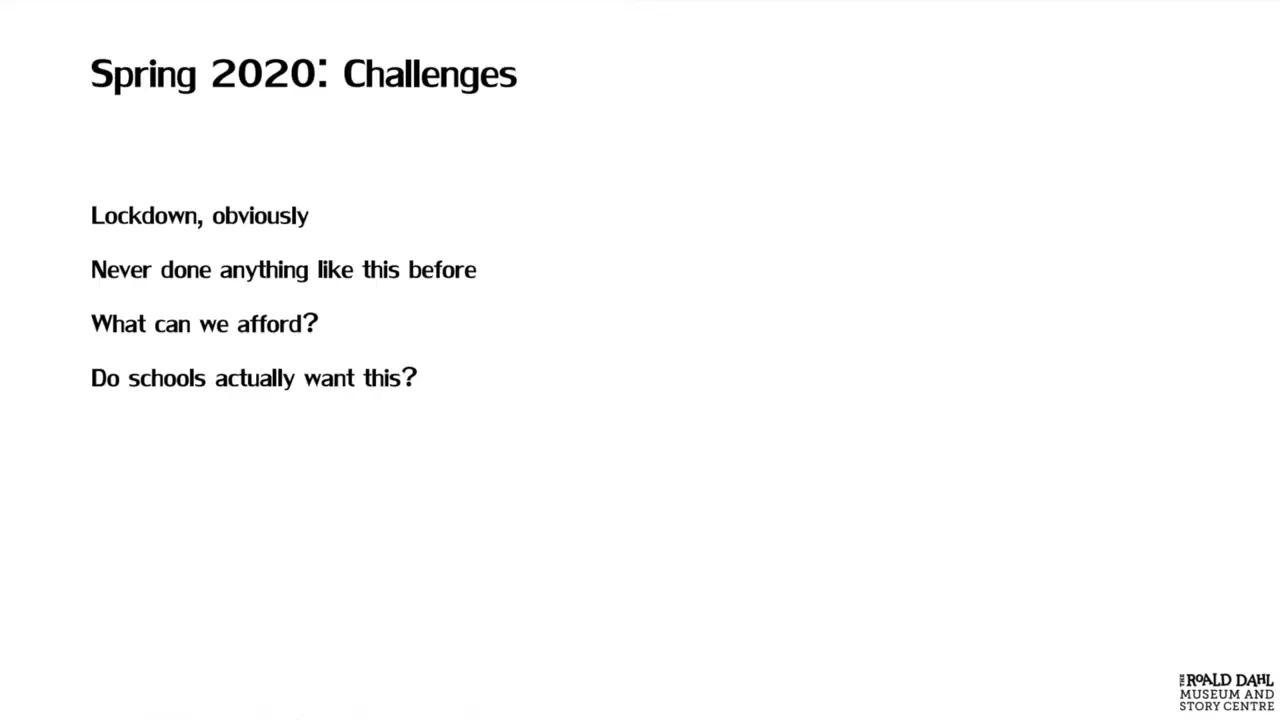 Spring 2020: Challenges
Lockdown, obviously
Never done anything like this before
What can we afford?
Do schools actually want this?
THE ROALD DAHL
MUSEUM AND
STORY CENTRE